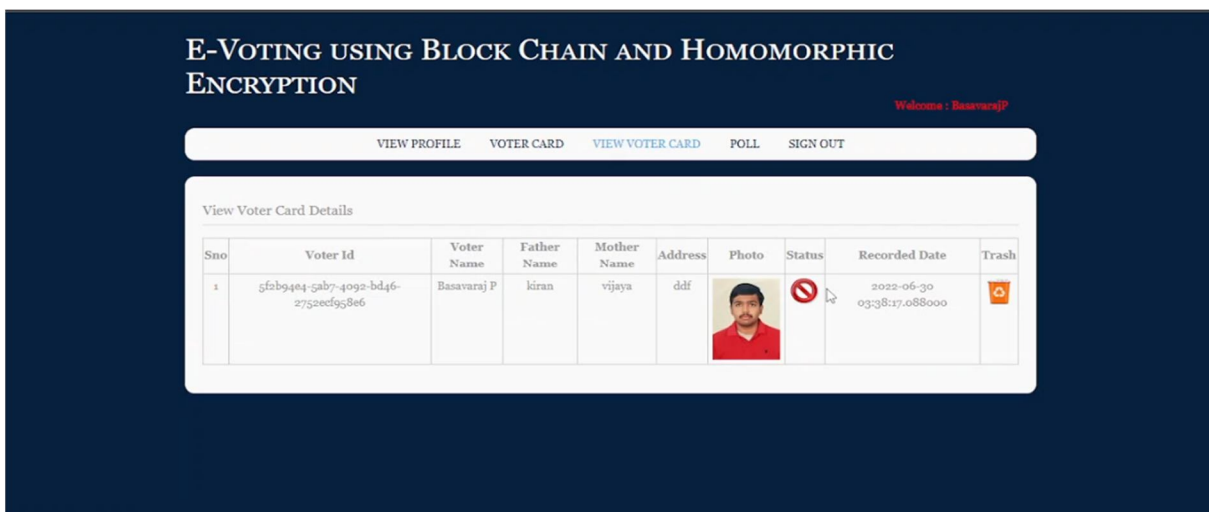 E-Voting using Block Chain and Homomorphic
Encryption
Welcome : BasavarajP
VIEW PROFILE VOTER CARD VIEW VOTER CARD POLL SIGN OUT
View Voter Card Details
Sno Voter Id Voter Name Father Name Mother Name Address Photo Status Recorded Date Trash
1 5f2b94e4-5ab7-4092-bd46- Basavaraj P kiran vijaya ddf 2022-06-30
2752ecf958e6 03:38:17.088000